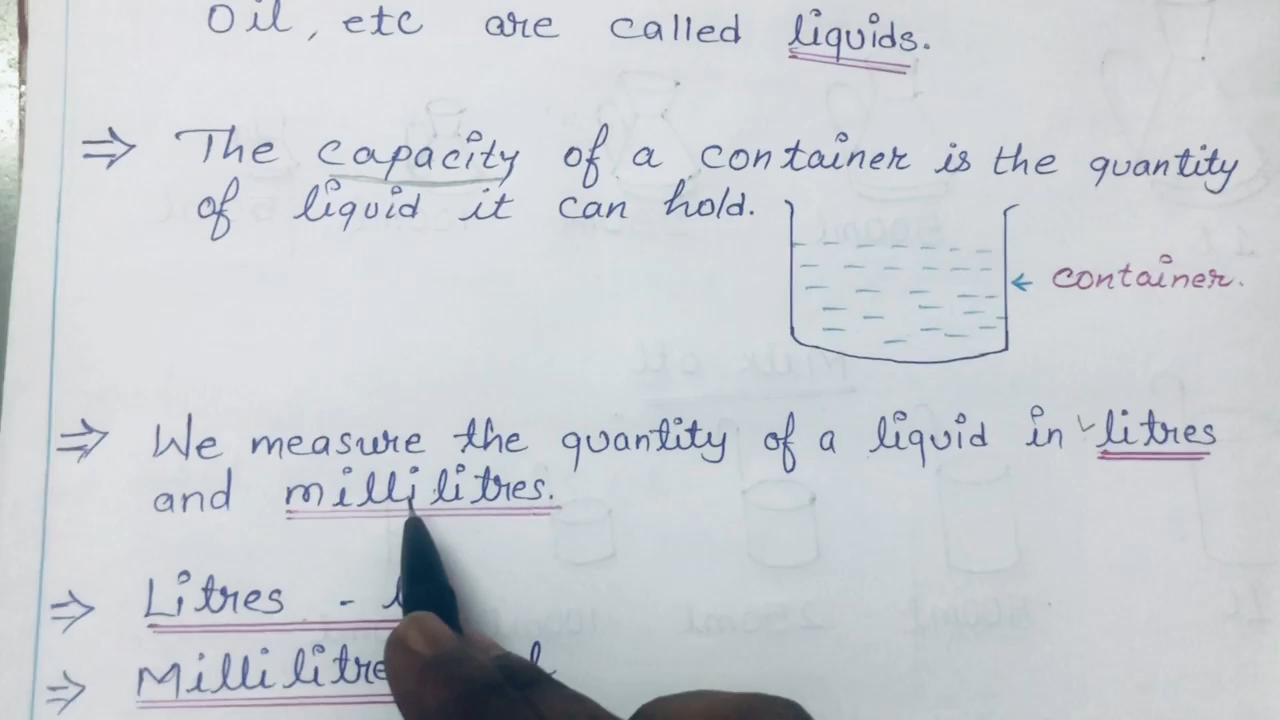 Oil, etc are called liquids.
⇒ The capacity of a container is the quantity
of liquid it can hold.
← container.
⇒ We measure the quantity of a liquid in litres
and millilitres.
⇒ Litres -
⇒ Millilitre